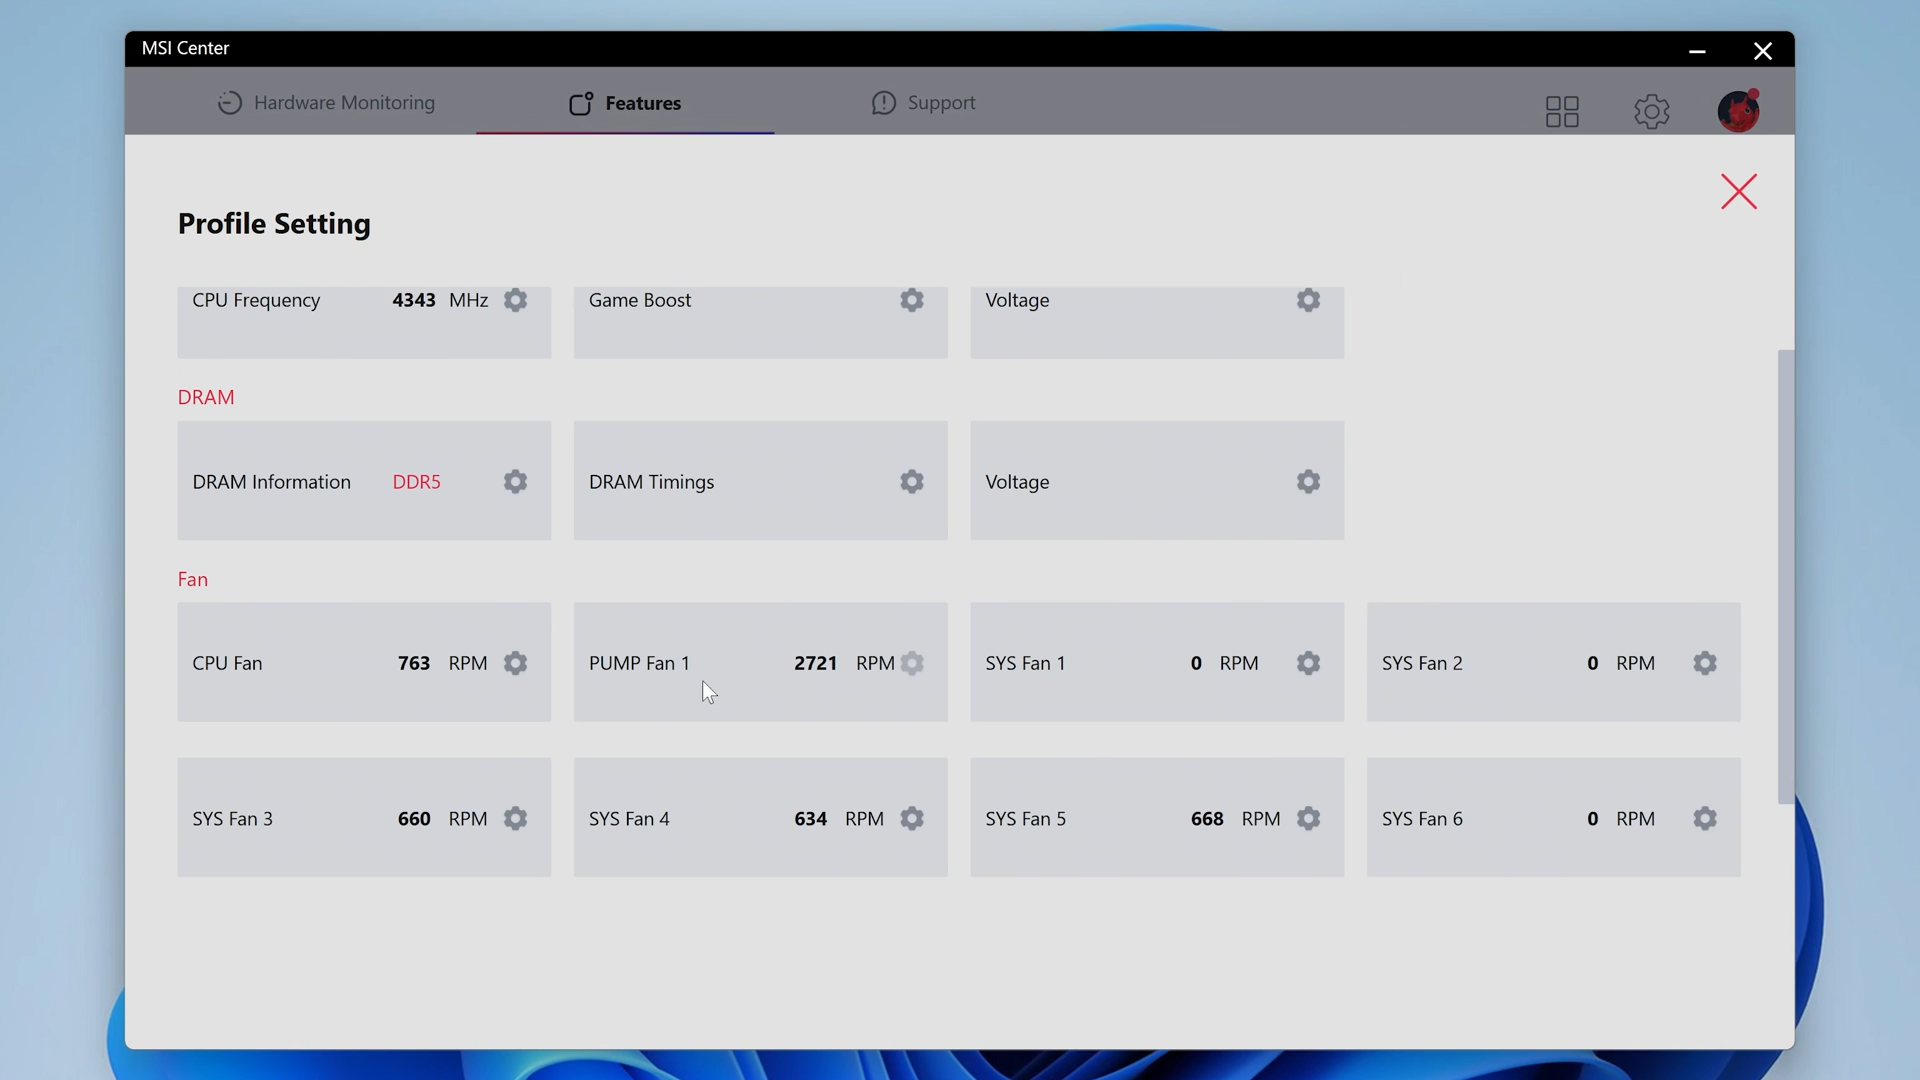 MSI Center
Hardware Monitoring Features Support
Profile Setting
CPU Frequency 4343 MHz Game Boost Voltage
DRAM
DRAM Information DDR5 DRAM Timings Voltage
Fan
CPU Fan 763 RPM PUMP Fan 1 2721 RPM SYS Fan 1 0 RPM SYS Fan 2 0 RPM
SYS Fan 3 660 RPM SYS Fan 4 634 RPM SYS Fan 5 668 RPM SYS Fan 6 0 RPM